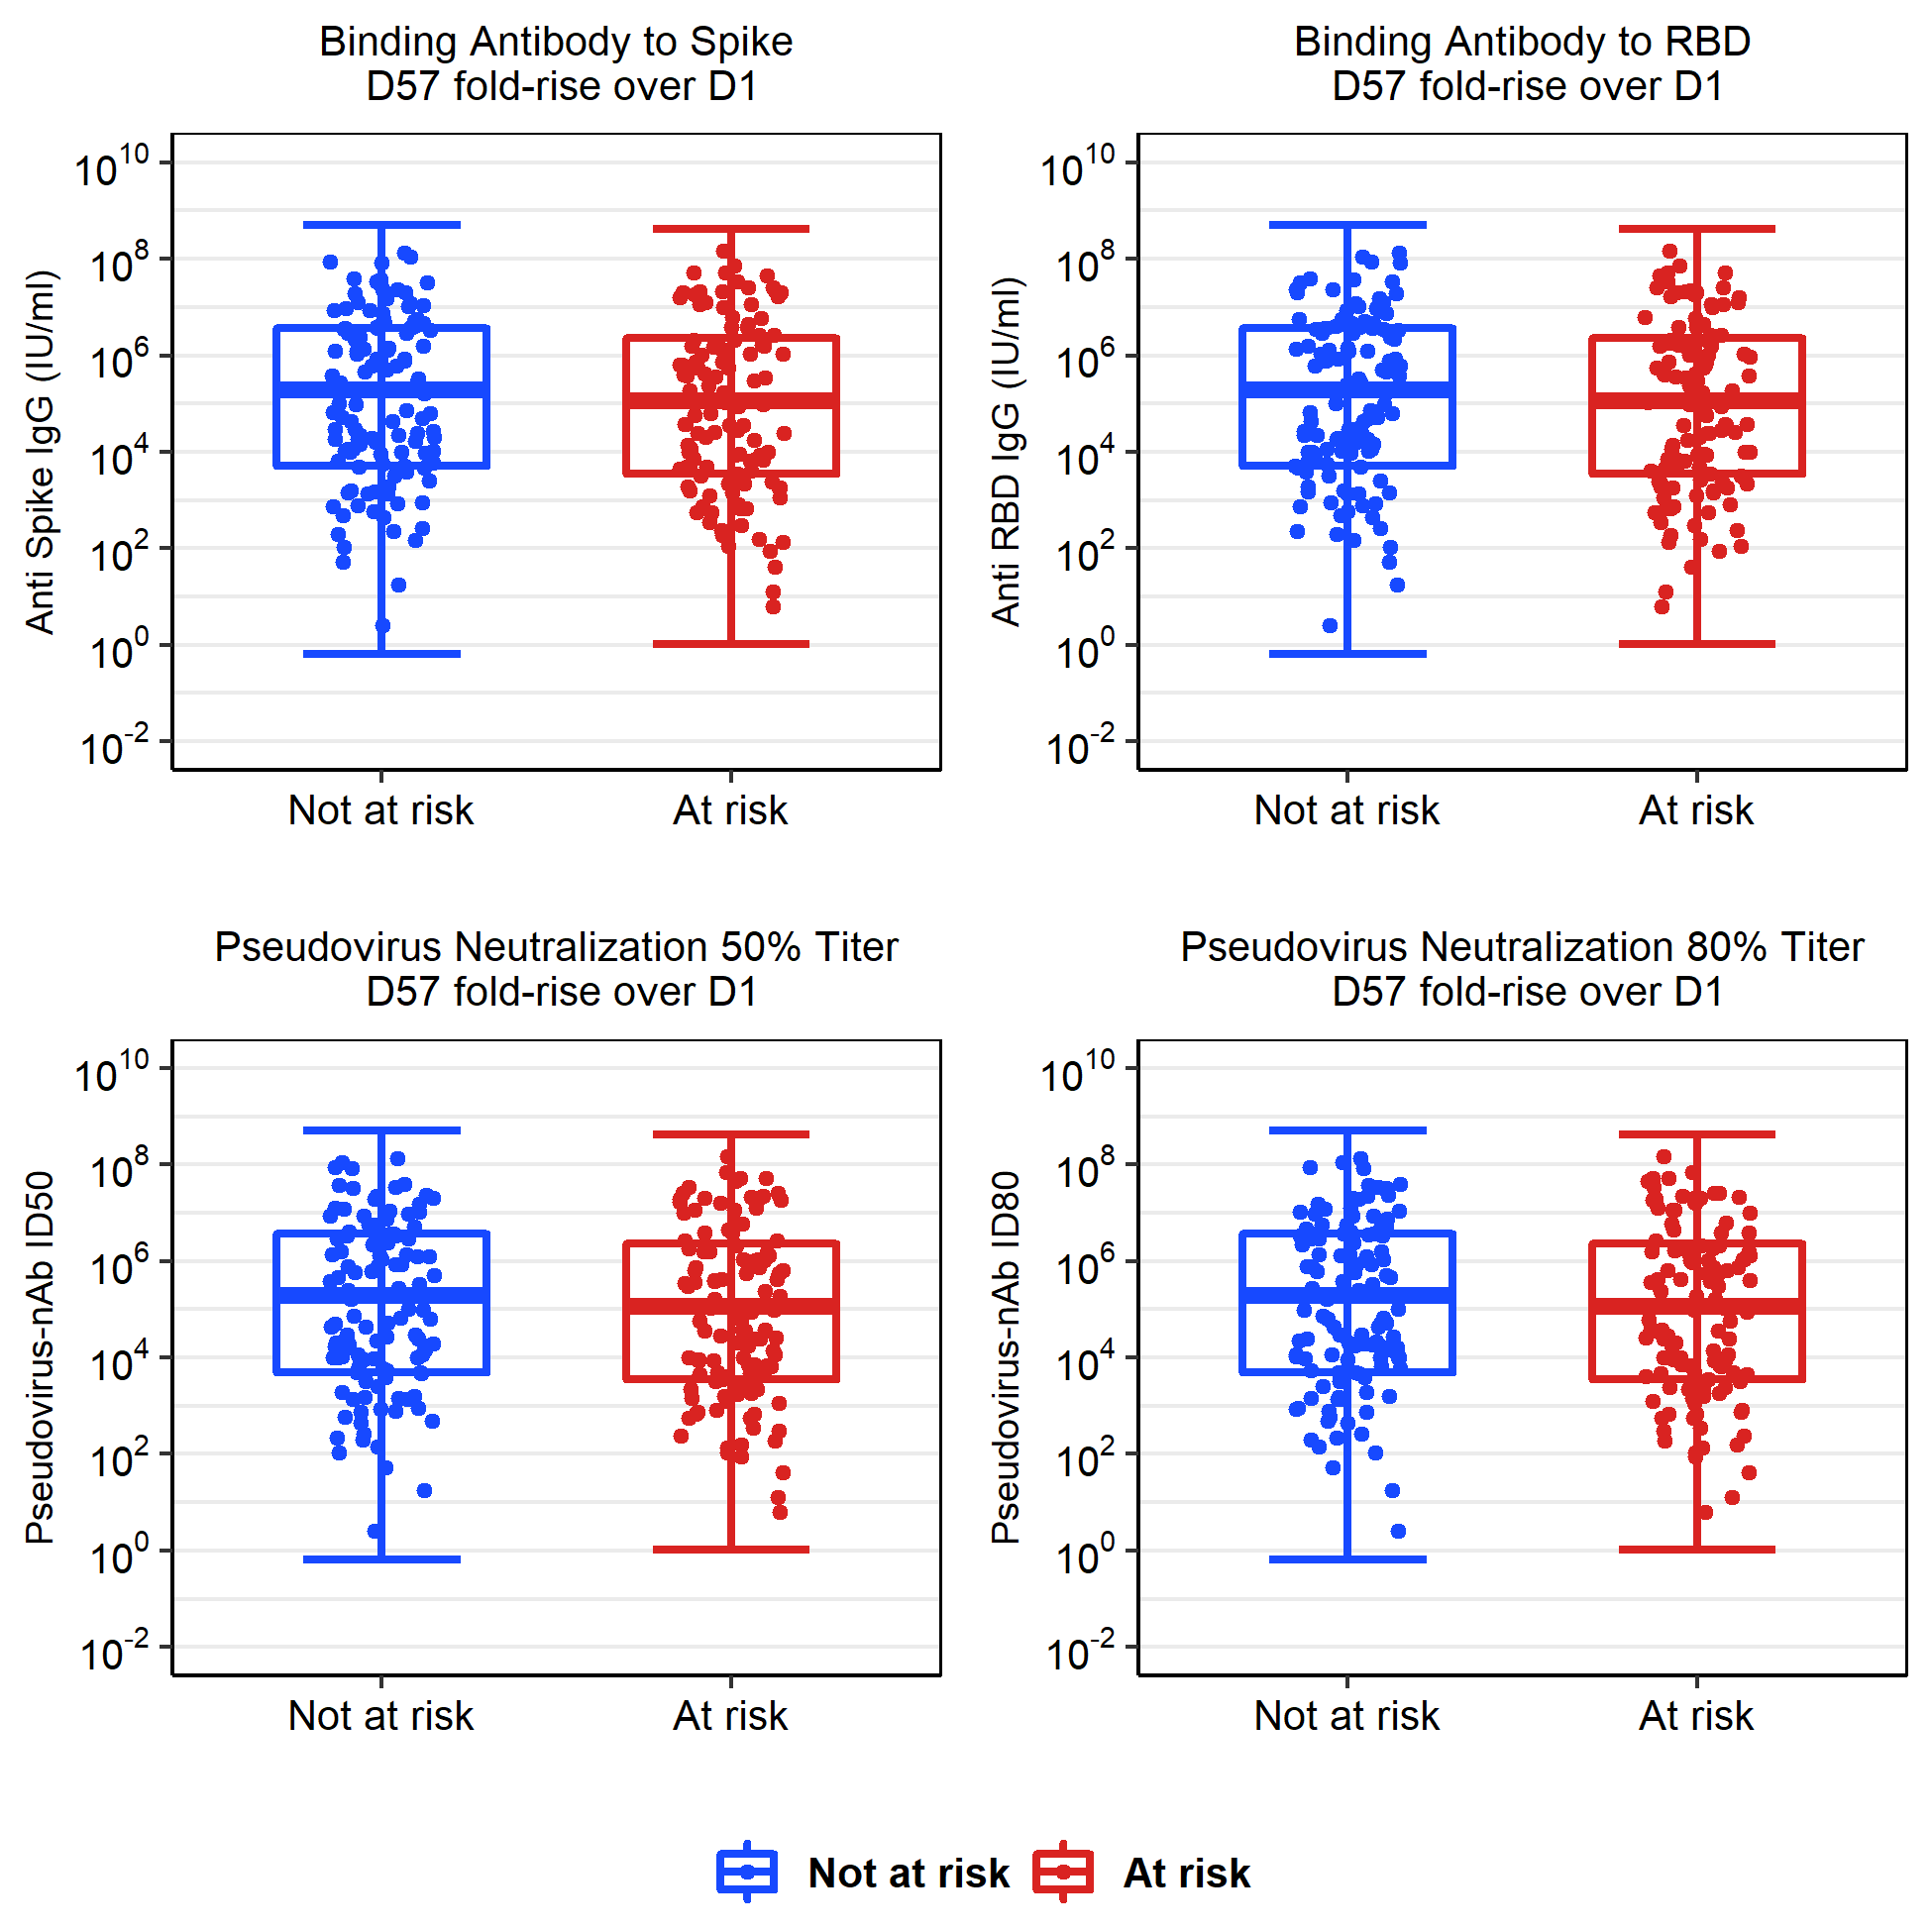 Binding Antibody to Spike
D57 fold-rise over D1
Anti Spike IgG (IU/ml)
10^10
10^8
10^6
10^4
10^2
10^0
10^-2
Not at risk At risk
Binding Antibody to RBD
D57 fold-rise over D1
Anti RBD IgG (IU/ml)
10^10
10^8
10^6
10^4
10^2
10^0
10^-2
Not at risk At risk
Pseudovirus Neutralization 50% Titer
D57 fold-rise over D1
Pseudovirus-nAb ID50
10^10
10^8
10^6
10^4
10^2
10^0
10^-2
Not at risk At risk
Pseudovirus Neutralization 80% Titer
D57 fold-rise over D1
Pseudovirus-nAb ID80
10^10
10^8
10^6
10^4
10^2
10^0
10^-2
Not at risk At risk
Not at risk At risk